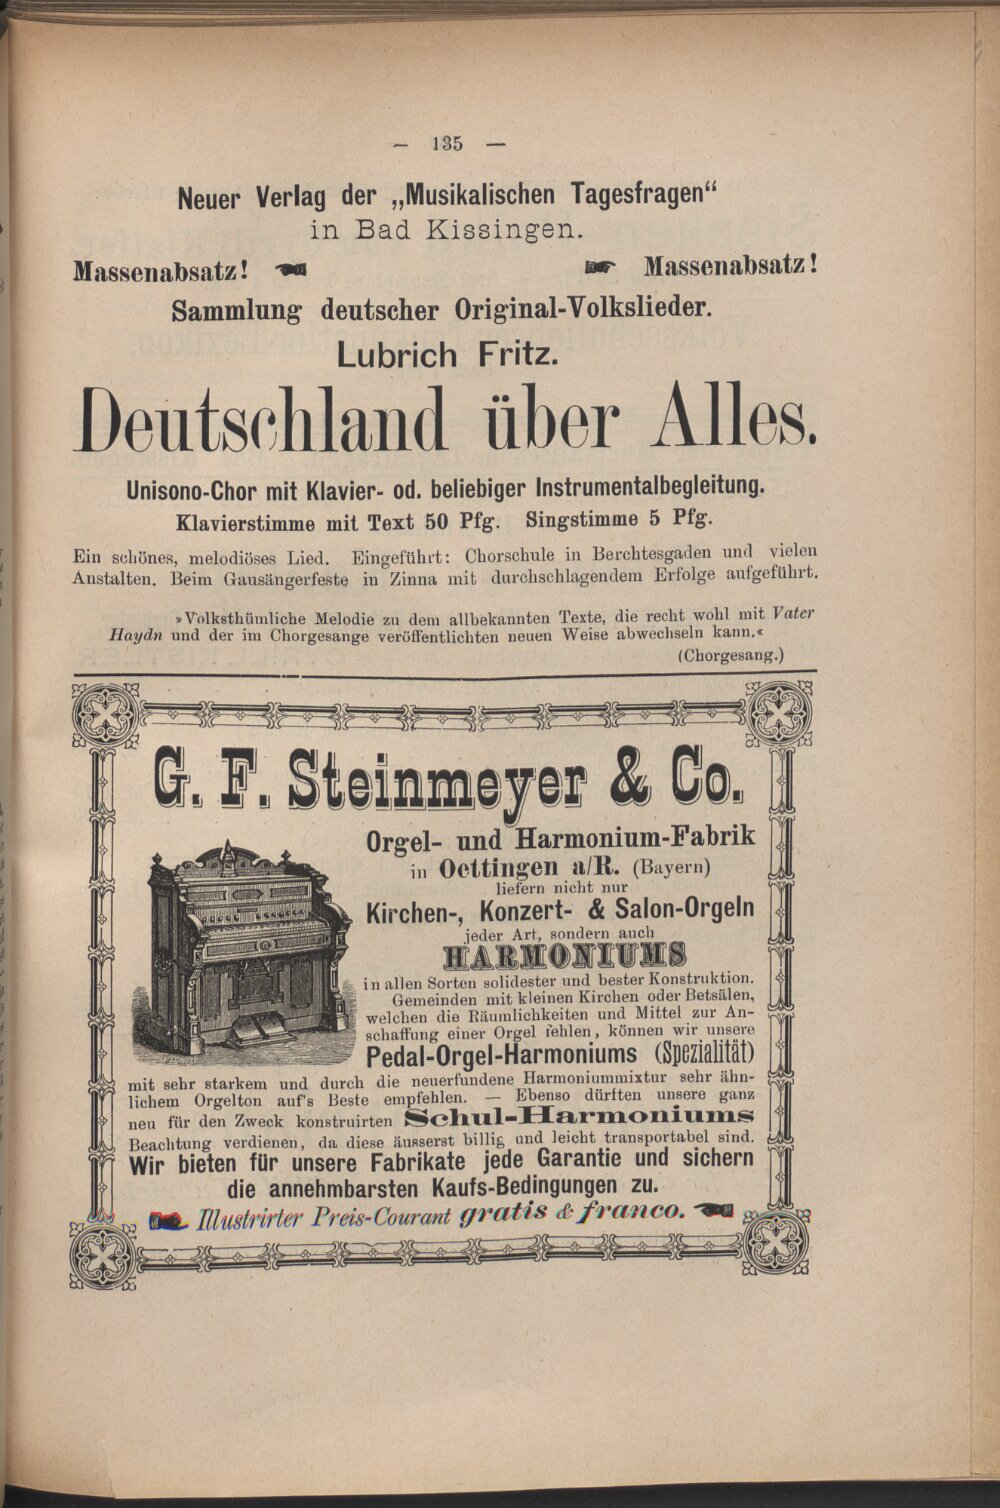 — 135 —
Neuer Verlag der „Musikalischen Tagesfragen“
in Bad Kissingen.
Massenabsatz! Massenabsatz!
Sammlung deutscher Original-Volkslieder.
Lubrich Fritz.
Deutschland über Alles.
Unisono-Chor mit Klavier- od. beliebiger Instrumentalbegleitung.
Klavierstimme mit Text 50 Pfg. Singstimme 5 Pfg.
Ein schönes, melodiöses Lied. Eingeführt: Chorschule in Berchtesgaden und vielen
Anstalten. Beim Gausängerfeste in Zinna mit durchschlagendem Erfolge aufgeführt.
»Volksthümliche Melodie zu dem allbekannten Texte, die recht wohl mit Vater
Haydn und der im Chorgesange veröffentlichten neuen Weise abwechseln kann.«
(Chorgesang.)
G. F. Steinmeyer & Co.
Orgel- und Harmonium-Fabrik
in Oettingen a/R. (Bayern)
liefern nicht nur
Kirchen-, Konzert- & Salon-Orgeln
jeder Art, sondern auch
HARMONIUMS
in allen Sorten solidester und bester Konstruktion.
Gemeinden mit kleinen Kirchen oder Betsälen,
welchen die Räumlichkeiten und Mittel zur An-
schaffung einer Orgel fehlen, können wir unsere
Pedal-Orgel-Harmoniums (Spezialität)
mit sehr starkem und durch die neuerfundene Harmoniummixtur sehr ähn-
lichem Orgelton auf's Beste empfehlen. — Ebenso dürften unsere ganz
neu für den Zweck konstruirten Schul-Harmoniums
Beachtung verdienen, da diese äusserst billig und leicht transportabel sind.
Wir bieten für unsere Fabrikate jede Garantie und sichern
die annehmbarsten Kaufs-Bedingungen zu.
Illustrirter Preis-Courant gratis & franco.